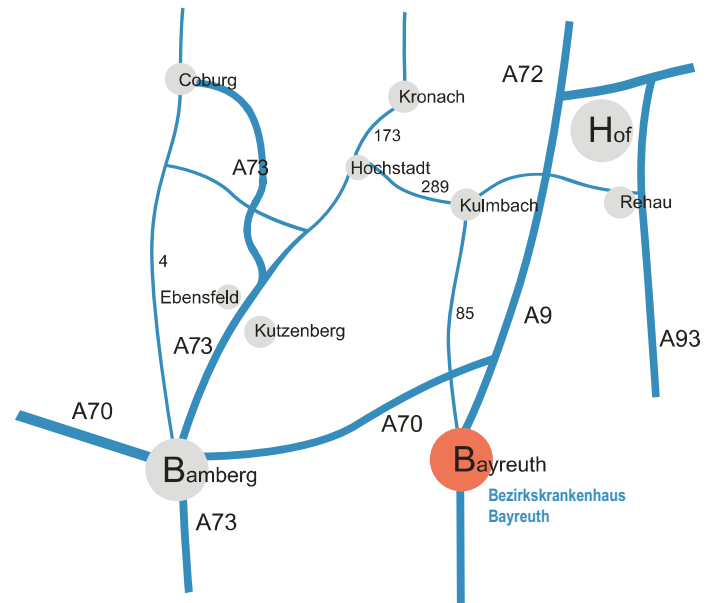 A72
Coburg
Kronach
Hof
173
A73
Hochstadt
289
Kulmbach
Rehau
4
Ebensfeld
85
A9
Kutzenberg
A73
A93
A70
A70
Bamberg
Bayreuth
Bezirkskrankenhaus
Bayreuth
A73